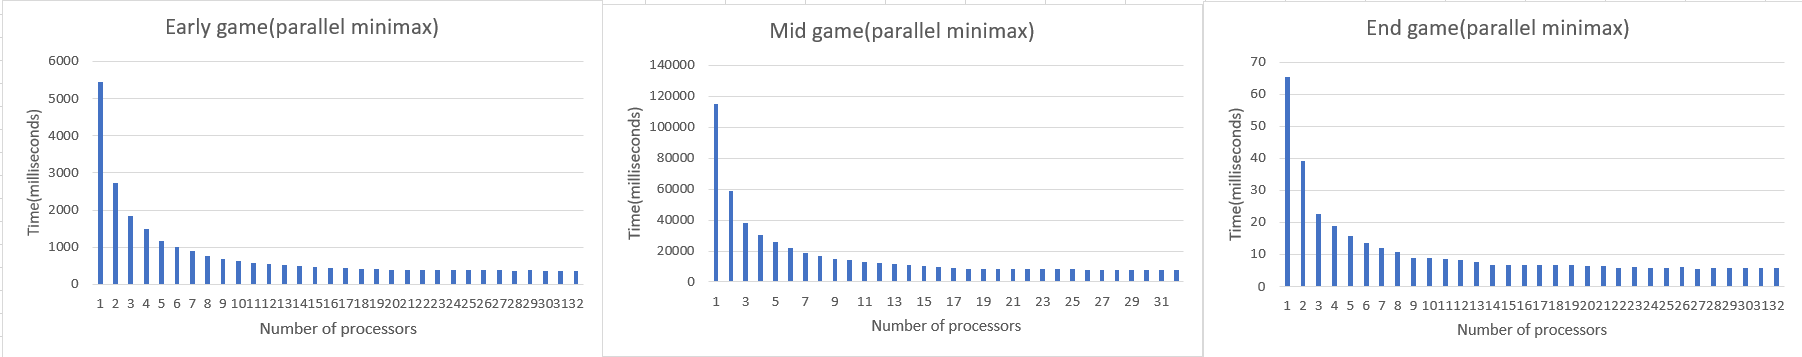 Early game(parallel minimax)
6000
5000
4000
3000
2000
1000
0
Time(milliseconds)
1 2 3 4 5 6 7 8 9 1011121314151617181920212223242526272829303132
Number of processors
Mid game(parallel minimax)
140000
120000
100000
80000
60000
40000
20000
0
Time(milliseconds)
1 3 5 7 9 11 13 15 17 19 21 23 25 27 29 31
Number of processors
End game(parallel minimax)
70
60
50
40
30
20
10
0
Time(milliseconds)
1 2 3 4 5 6 7 8 9 1011121314151617181920212223242526272829303132
Number of processors